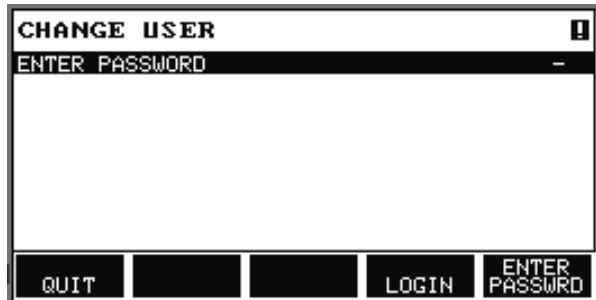 CHANGE USER
ENTER PASSWORD -
QUIT
LOGIN
ENTER
PASSWRD